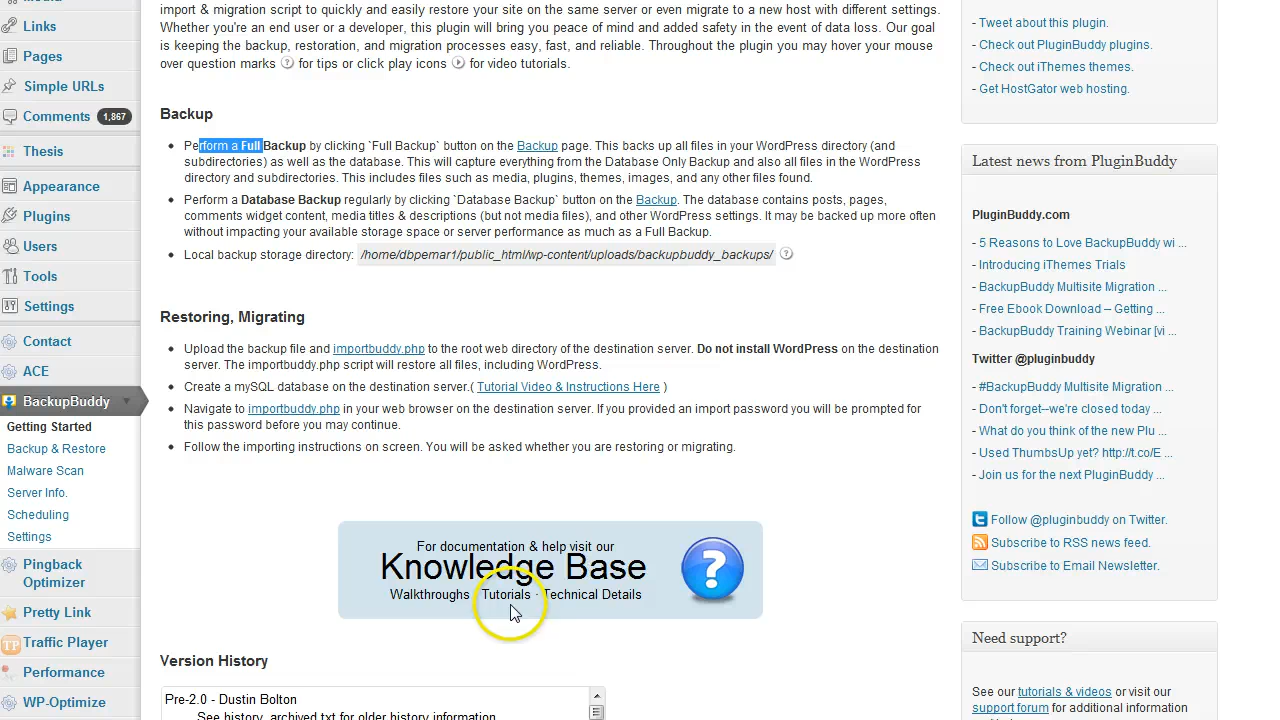 Links
Pages
Simple URLs
Comments 1,867
Thesis
Appearance
Plugins
Users
Tools
Settings
Contact
ACE
BackupBuddy
Getting Started
Backup & Restore
Malware Scan
Server Info.
Scheduling
Settings
Pingback
Optimizer
Pretty Link
TP Traffic Player
Performance
WP-Optimize
import & migration script to quickly and easily restore your site on the same server or even migrate to a new host with different settings.
Whether you're an end user or a developer, this plugin will bring you peace of mind and added safety in the event of data loss. Our goal
is keeping the backup, restoration, and migration processes easy, fast, and reliable. Throughout the plugin you may hover your mouse
over question marks ? for tips or click play icons for video tutorials.
Backup
Perform a Full Backup by clicking `Full Backup` button on the Backup page. This backs up all files in your WordPress directory (and
subdirectories) as well as the database. This will capture everything from the Database Only Backup and also all files in the WordPress
directory and subdirectories. This includes files such as media, plugins, themes, images, and any other files found.
Perform a Database Backup regularly by clicking `Database Backup` button on the Backup. The database contains posts, pages,
comments widget content, media titles & descriptions (but not media files), and other WordPress settings. It may be backed up more often
without impacting your available storage space or server performance as much as a Full Backup.
Local backup storage directory: /home/dbpemar1/public_html/wp-content/uploads/backupbuddy_backups/ ?
Restoring, Migrating
Upload the backup file and importbuddy.php to the root web directory of the destination server. Do not install WordPress on the destination
server. The importbuddy.php script will restore all files, including WordPress.
Create a mySQL database on the destination server.( Tutorial Video & Instructions Here )
Navigate to importbuddy.php in your web browser on the destination server. If you provided an import password you will be prompted for
this password before you may continue.
Follow the importing instructions on screen. You will be asked whether you are restoring or migrating.
For documentation & help visit our
Knowledge Base
Walkthroughs - Tutorials - Technical Details
?
Version History
Pre-2.0 - Dustin Bolton
See history_archived.txt for older history information.
- Tweet about this plugin.
- Check out PluginBuddy plugins.
- Check out iThemes themes.
- Get HostGator web hosting.
Latest news from PluginBuddy
PluginBuddy.com
- 5 Reasons to Love BackupBuddy wi ...
- Introducing iThemes Trials
- BackupBuddy Multisite Migration ...
- Free Ebook Download – Getting ...
- BackupBuddy Training Webinar [vi ...
Twitter @pluginbuddy
- #BackupBuddy Multisite Migration ...
- Don't forget--we're closed today ...
- What do you think of the new Plu ...
- Used ThumbsUp yet? http://t.co/E ...
- Join us for the next PluginBuddy ...
Follow @pluginbuddy on Twitter.
Subscribe to RSS news feed.
Subscribe to Email Newsletter.
Need support?
See our tutorials & videos or visit our
support forum for additional information